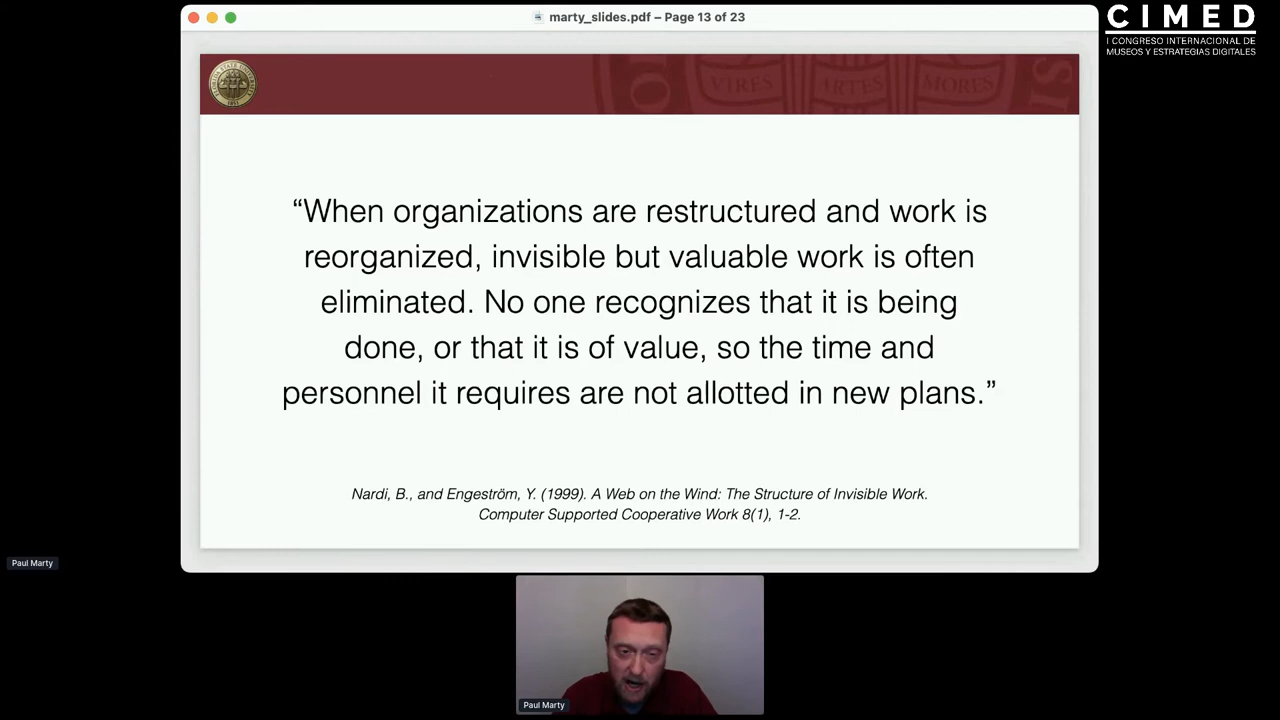 marty_slides.pdf – Page 13 of 23
CIMED
I CONGRESO INTERNACIONAL DE
MUSEOS Y ESTRATEGIAS DIGITALES
VIRES
ARTES
MORES
“When organizations are restructured and work is
reorganized, invisible but valuable work is often
eliminated. No one recognizes that it is being
done, or that it is of value, so the time and
personnel it requires are not allotted in new plans.”
Nardi, B., and Engeström, Y. (1999). A Web on the Wind: The Structure of Invisible Work.
Computer Supported Cooperative Work 8(1), 1-2.
Paul Marty
Paul Marty